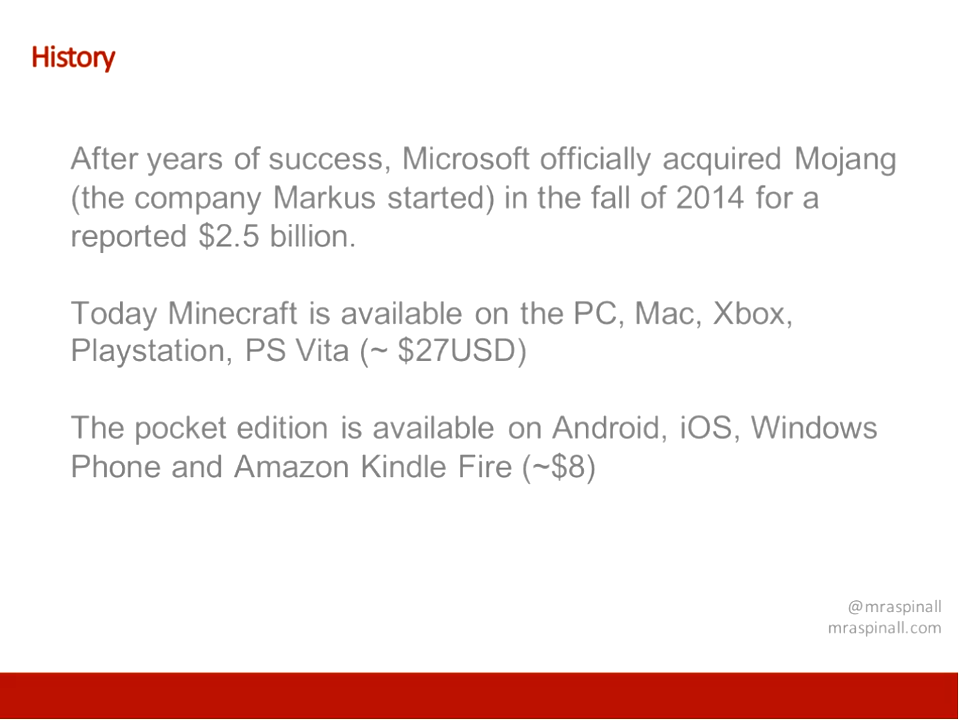 History
After years of success, Microsoft officially acquired Mojang
(the company Markus started) in the fall of 2014 for a
reported $2.5 billion.
Today Minecraft is available on the PC, Mac, Xbox,
Playstation, PS Vita (~ $27USD)
The pocket edition is available on Android, iOS, Windows
Phone and Amazon Kindle Fire (~$8)
@mraspinall
mraspinall.com